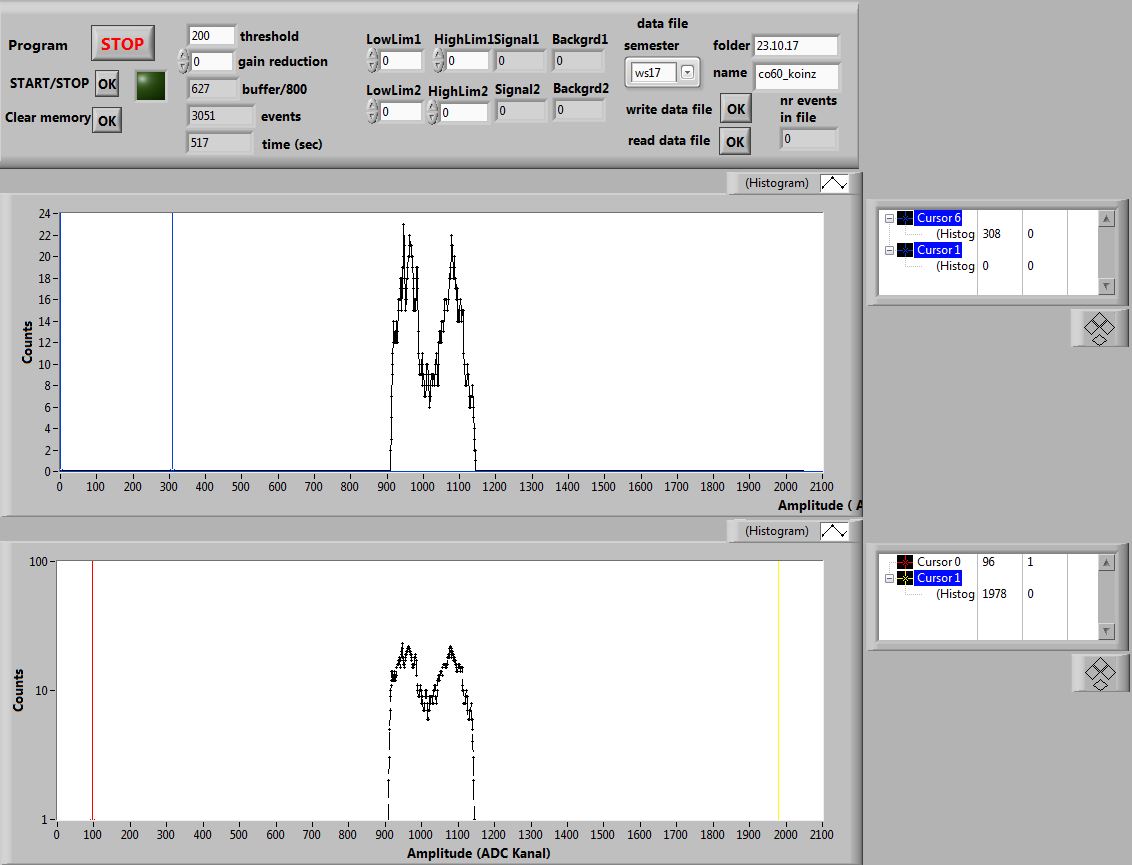 Program
STOP
START/STOP OK
Clear memory OK
200 threshold
0 gain reduction
627 buffer/800
3051 events
517 time (sec)
LowLim1 HighLim1 Signal1 Backgrd1
0 0 0 0
LowLim2 HighLim2 Signal2 Backgrd2
0 0 0 0
data file
semester
ws17
folder 23.10.17
name co60_koinz
write data file OK
read data file OK
nr events
in file
0
(Histogram)
Counts
24
22
20
18
16
14
12
10
8
6
4
2
0
0 100 200 300 400 500 600 700 800 900 1000 1100 1200 1300 1400 1500 1600 1700 1800 1900 2000 2100
Amplitude ( A
Cursor 6
(Histog 308 0
Cursor 1
(Histog 0 0
(Histogram)
Counts
100
10
1
0 100 200 300 400 500 600 700 800 900 1000 1100 1200 1300 1400 1500 1600 1700 1800 1900 2000 2100
Amplitude (ADC Kanal)
Cursor 0 96 1
Cursor 1
(Histog 1978 0